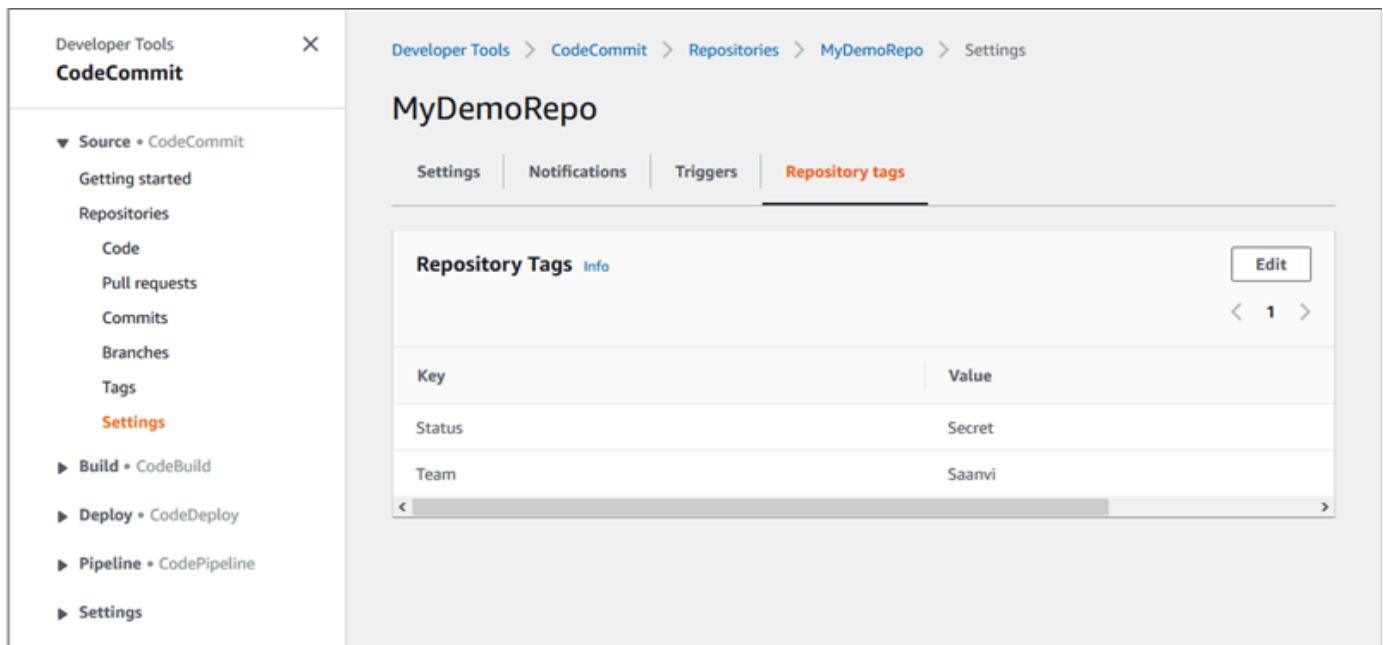 Developer Tools
CodeCommit
Source • CodeCommit
Getting started
Repositories
Code
Pull requests
Commits
Branches
Tags
Settings
Build • CodeBuild
Deploy • CodeDeploy
Pipeline • CodePipeline
Settings
Developer Tools > CodeCommit > Repositories > MyDemoRepo > Settings
MyDemoRepo
Settings Notifications Triggers Repository tags
Repository Tags Info Edit
< 1 >
Key Value
Status Secret
Team Saanvi